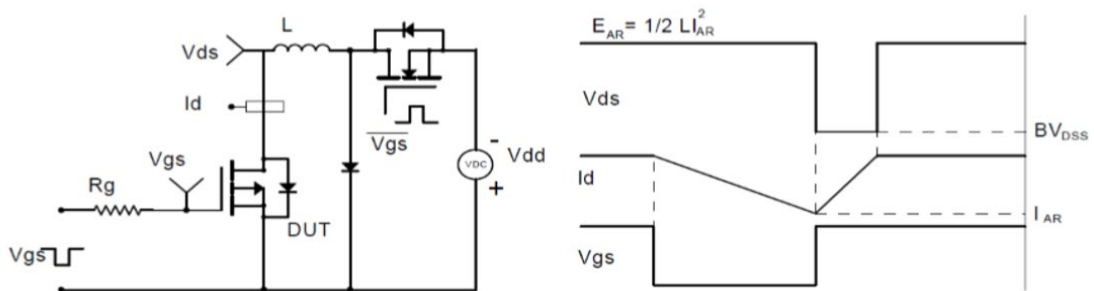 L
Vds
Id
Vgs
Vgs
VDC
-
+
Vdd
Rg
DUT
Vgs
E_AR = 1/2 LI_AR^2
Vds
BV_DSS
Id
I_AR
Vgs